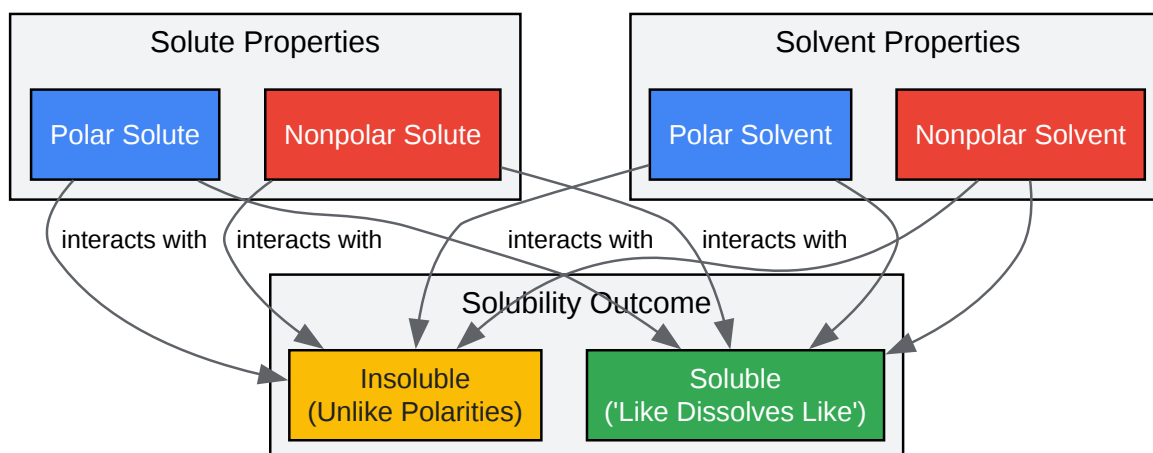 Solute Properties
Solvent Properties
Polar Solute
Nonpolar Solute
Polar Solvent
Nonpolar Solvent
interacts with
interacts with
interacts with
interacts with
Solubility Outcome
Insoluble
(Unlike Polarities)
Soluble
('Like Dissolves Like')